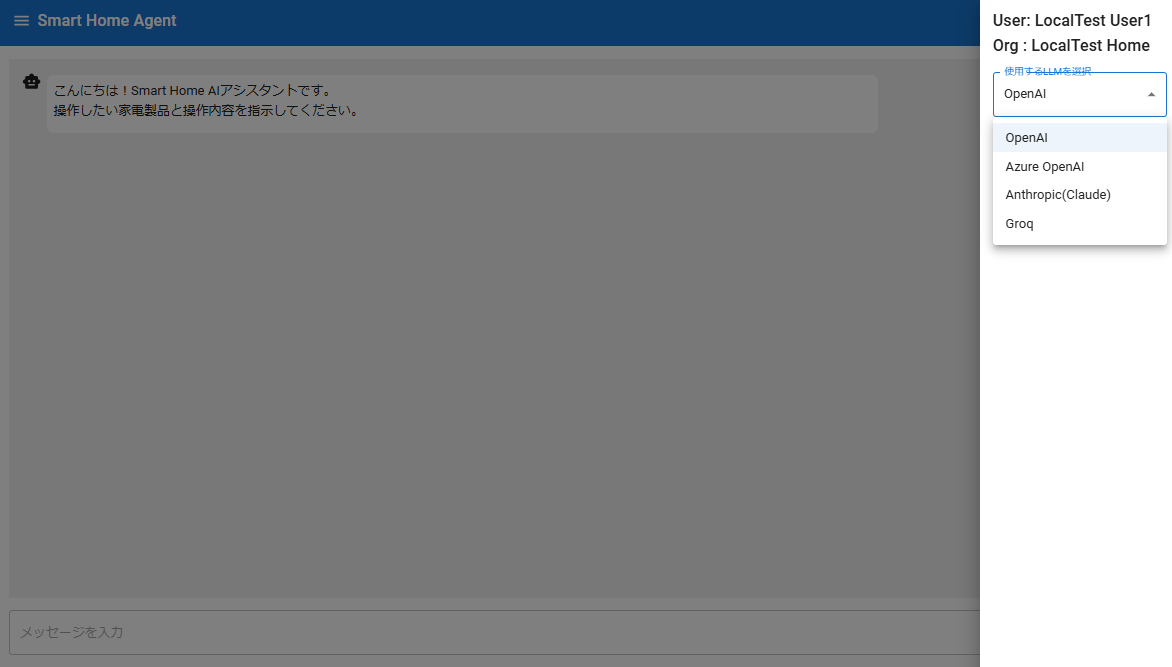 Smart Home Agent
こんにちは！Smart Home AIアシスタントです。
操作したい家電製品と操作内容を指示してください。
メッセージを入力
User: LocalTest User1
Org : LocalTest Home
使用するLLMを選択
OpenAI
OpenAI
Azure OpenAI
Anthropic(Claude)
Groq